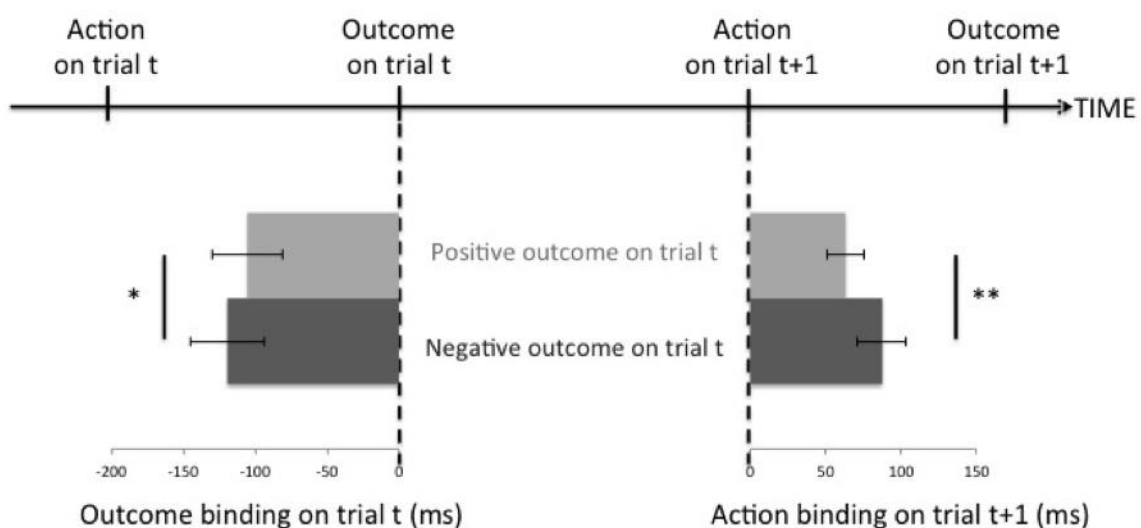 Action
on trial t
Outcome
on trial t
Action
on trial t+1
Outcome
on trial t+1
TIME
Positive outcome on trial t
*
**
Negative outcome on trial t
-200 -150 -100 -50 0
0 50 100 150
Outcome binding on trial t (ms)
Action binding on trial t+1 (ms)